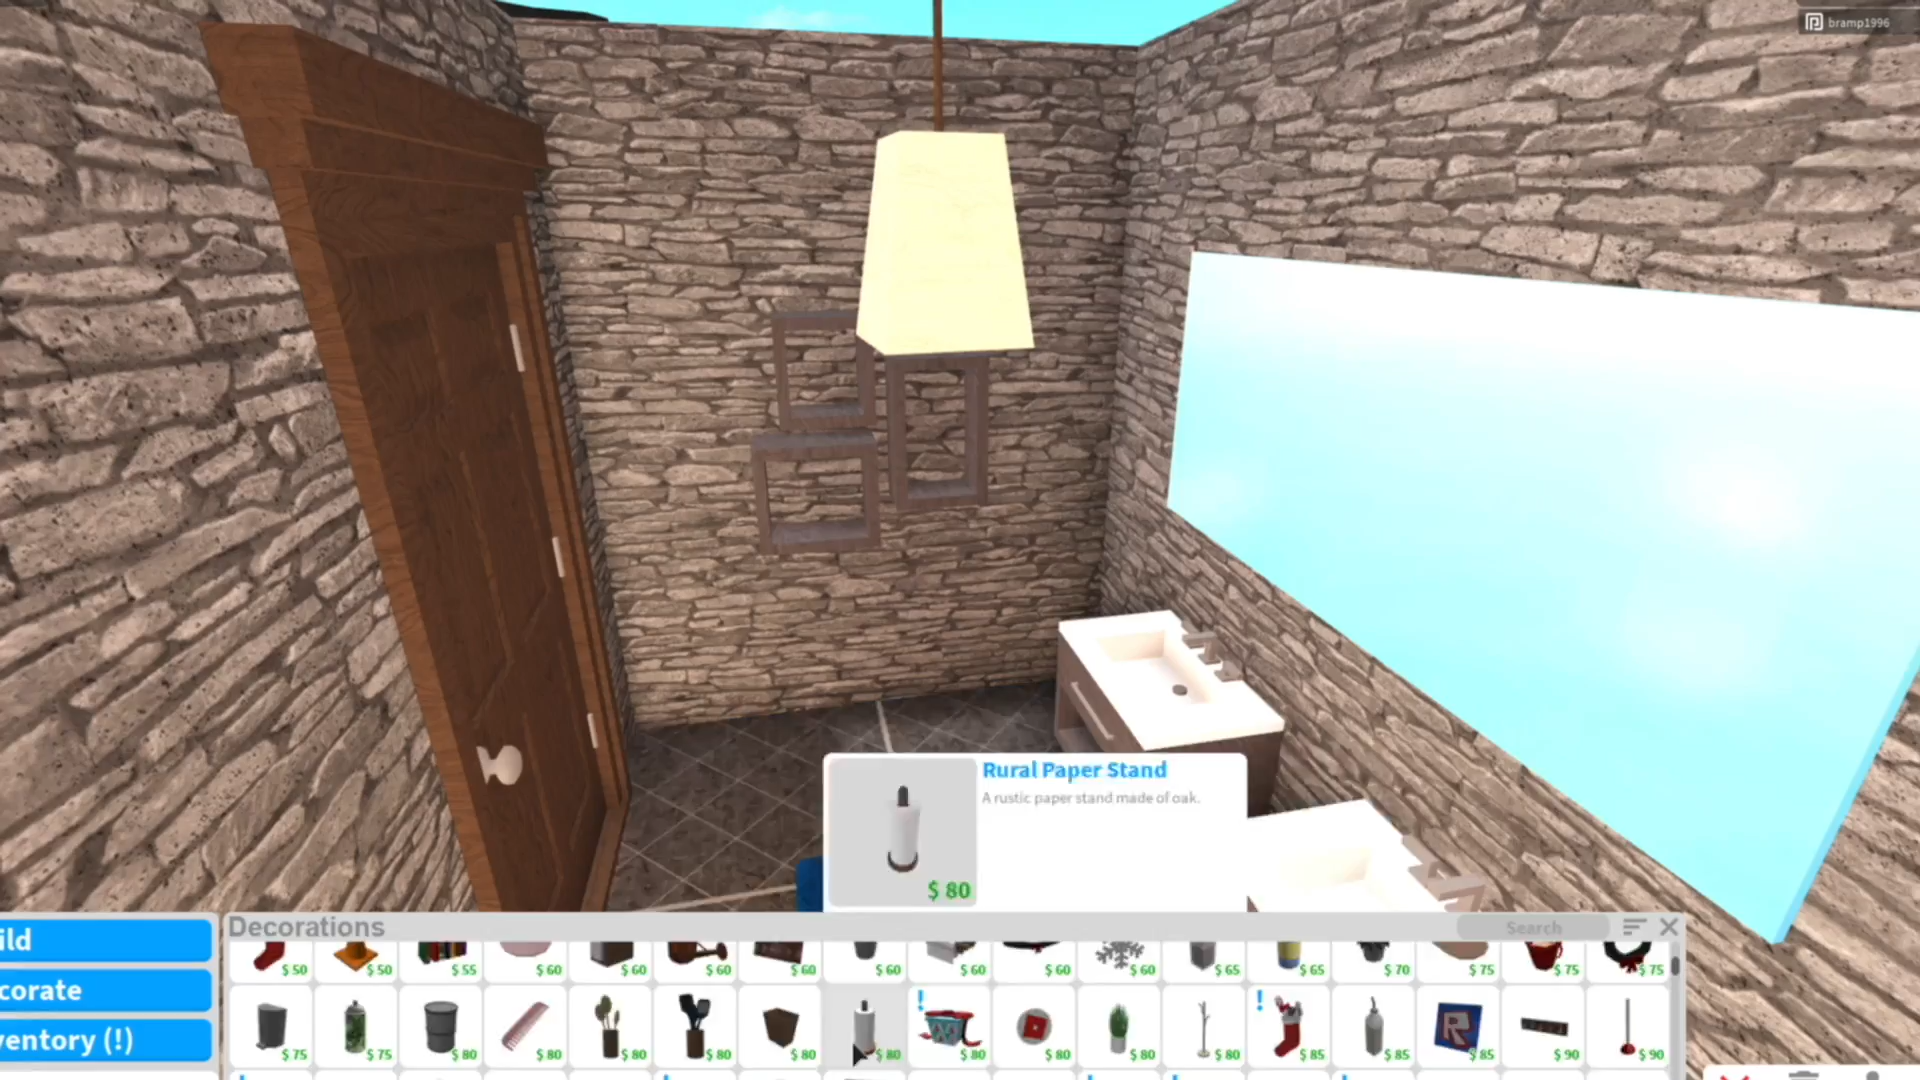 bramp1996
Rural Paper Stand
A rustic paper stand made of oak.
$ 80
ild
Decorations
Search
corate
ventory (!)
$ 50 $ 50 $ 55 $ 60 $ 60 $ 60 $ 60 $ 60 $ 60 $ 60 $ 60 $ 65 $ 65 $ 70 $ 75 $ 75 $ 75
! !
$ 75 $ 75 $ 80 $ 80 $ 80 $ 80 $ 80 $ 80 $ 80 $ 80 $ 80 $ 80 $ 85 $ 85 $ 85 $ 90 $ 90